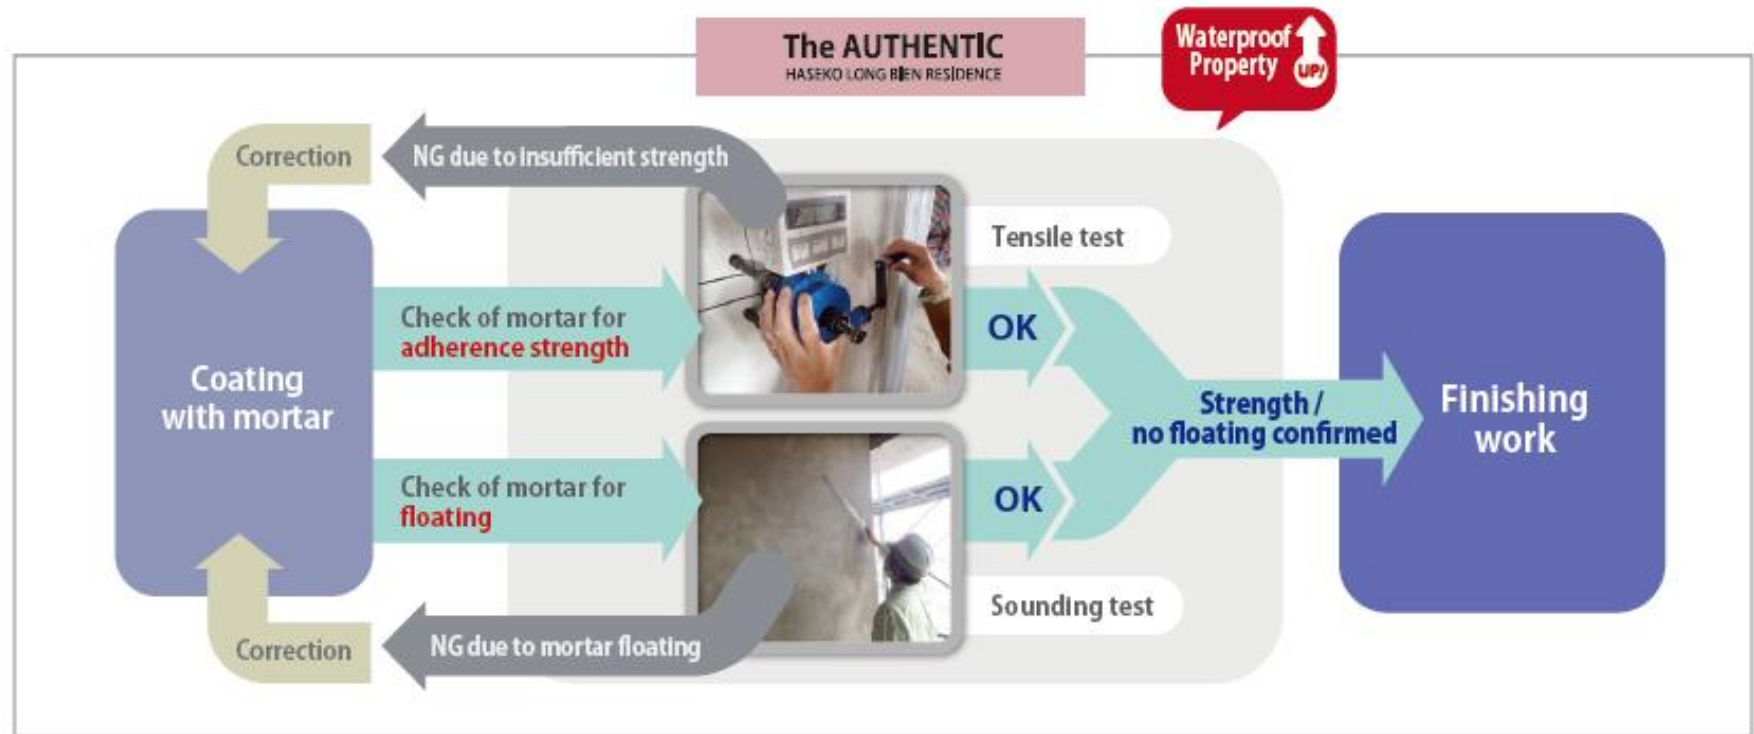 The AUTHENTIC
HASEKO LONG BIEN RESIDENCE
Waterproof
Property
UP!
Correction
NG due to insufficient strength
Tensile test
Check of mortar for
adherence strength
OK
Coating
with mortar
Strength /
no floating confirmed
Finishing
work
Check of mortar for
floating
OK
Sounding test
Correction
NG due to mortar floating